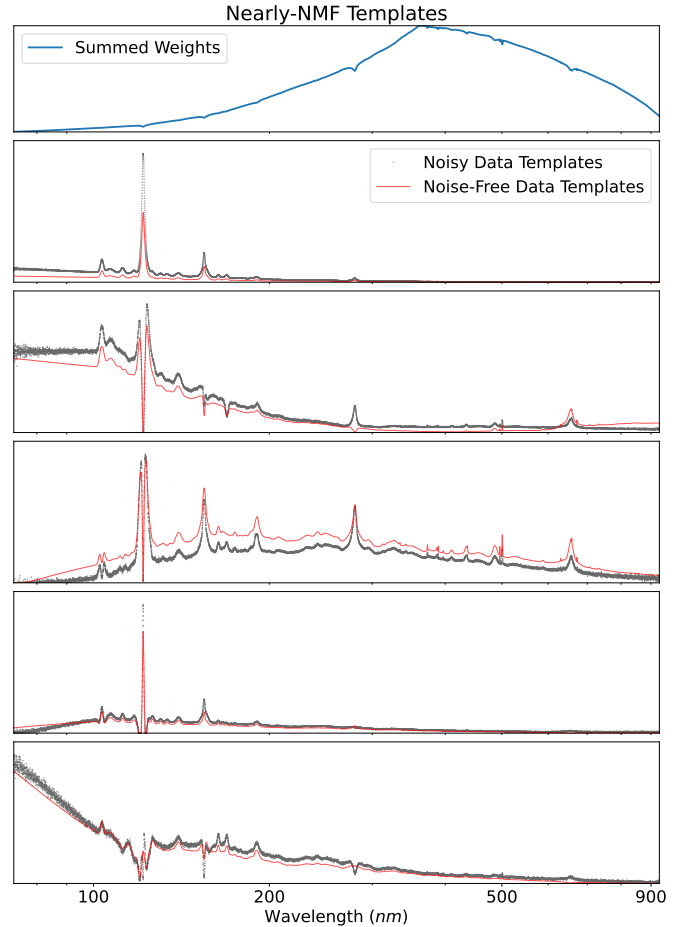 Nearly-NMF Templates
Summed Weights
Noisy Data Templates
Noise-Free Data Templates
100 200 500 900
Wavelength (nm)